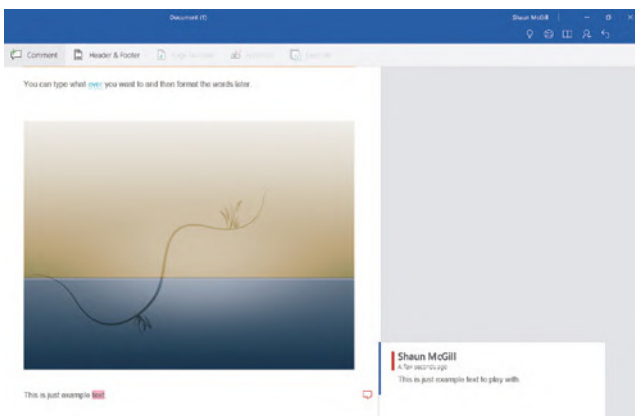 Document (1)
Shaun McGill
Comment Header & Footer
You can type what ever you want to and then format the words later.
This is just example text
Shaun McGill
A few seconds ago
This is just example text to play with.